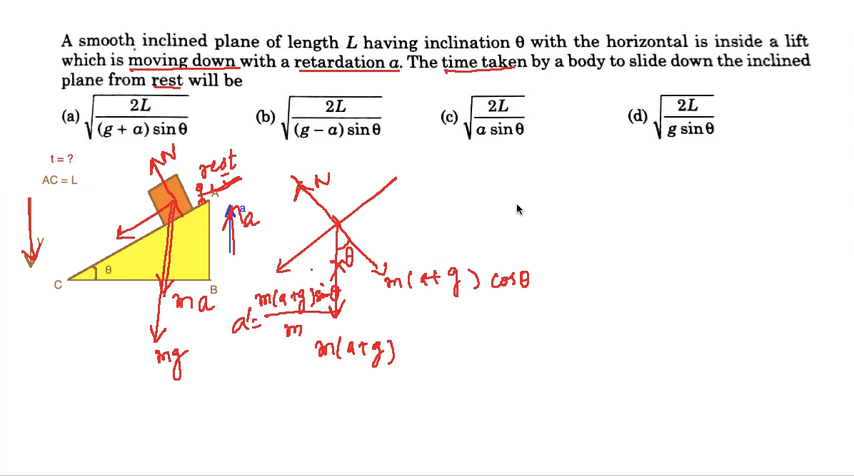 A smooth inclined plane of length L having inclination θ with the horizontal is inside a lift
which is moving down with a retardation a. The time taken by a body to slide down the inclined
plane from rest will be
(a) √(2L/((g + a) sin θ)) (b) √(2L/((g – a) sin θ)) (c) √(2L/(a sin θ)) (d) √(2L/(g sin θ))
t = ?
AC = L
N
rest
A
a
a
V
θ
C
B
ma
mg
N
θ
m(a+g) cosθ
a' = m(a+g) sinθ / m
m(a+g)